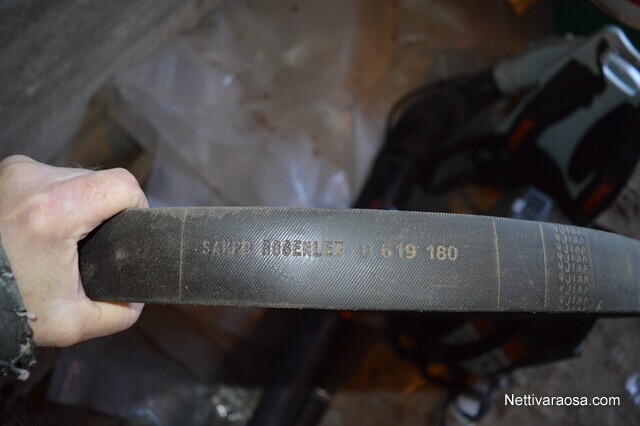 SAMPO ROSENLEW 0 619 180
Nettivaraosa.com